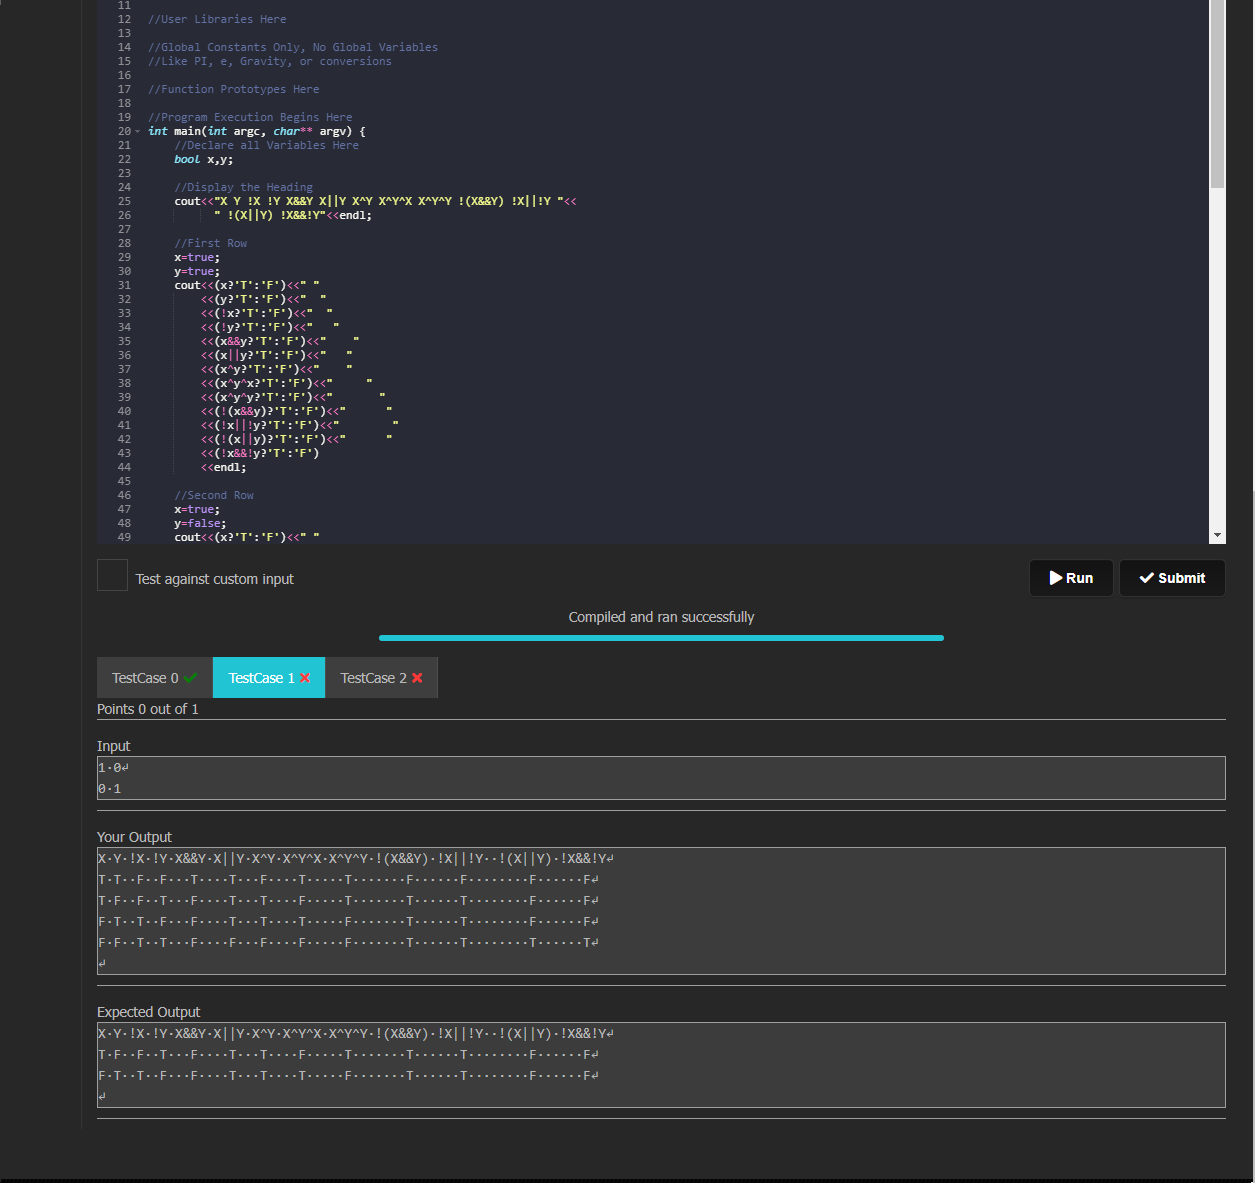 11
12 //User Libraries Here
13
14 //Global Constants Only, No Global Variables
15 //Like PI, e, Gravity, or conversions
16
17 //Function Prototypes Here
18
19 //Program Execution Begins Here
20 int main(int argc, char** argv) {
21     //Declare all Variables Here
22     bool x,y;
23
24     //Display the Heading
25     cout<<"X Y !X !Y X&&Y X||Y X^Y X^Y^X X^Y^Y !(X&&Y) !X||!Y "<<
26           " !(X||Y) !X&&!Y"<<endl;
27
28     //First Row
29     x=true;
30     y=true;
31     cout<<(x?'T':'F')<<" "
32         <<(y?'T':'F')<<"  "
33         <<(!x?'T':'F')<<"  "
34         <<(!y?'T':'F')<<"   "
35         <<(x&&y?'T':'F')<<"    "
36         <<(x||y?'T':'F')<<"   "
37         <<(x^y?'T':'F')<<"    "
38         <<(x^y^x?'T':'F')<<"     "
39         <<(x^y^y?'T':'F')<<"       "
40         <<(!(x&&y)?'T':'F')<<"      "
41         <<(!x||!y?'T':'F')<<"        "
42         <<(!(x||y)?'T':'F')<<"      "
43         <<(!x&&!y?'T':'F')
44         <<endl;
45
46     //Second Row
47     x=true;
48     y=false;
49     cout<<(x?'T':'F')<<" "
Test against custom input
Run
Submit
Compiled and ran successfully
TestCase 0
TestCase 1
TestCase 2
Points 0 out of 1
Input
1·0↵
0·1
Your Output
X·Y·!X·!Y·X&&Y·X||Y·X^Y·X^Y^X·X^Y^Y·!(X&&Y)·!X||!Y··!(X||Y)·!X&&!Y↵
T·T··F··F···T····T···F····T·····T·······F······F········F······F↵
T·F··F··T···F····T···T····F·····T·······T······T········F······F↵
F·T··T··F···F····T···T····T·····F·······T······T········F······F↵
F·F··T··T···F····F···F····F·····F·······T······T········T······T↵
↵
Expected Output
X·Y·!X·!Y·X&&Y·X||Y·X^Y·X^Y^X·X^Y^Y·!(X&&Y)·!X||!Y··!(X||Y)·!X&&!Y↵
T·F··F··T···F····T···T····F·····T·······T······T········F······F↵
F·T··T··F···F····T···T····T·····F·······T······T········F······F↵
↵